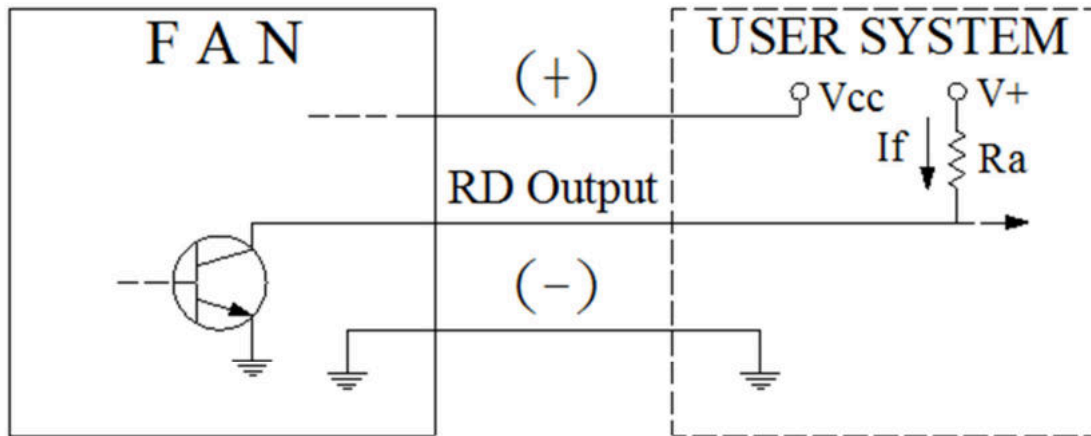 F A N
USER SYSTEM
(+)
Vcc
V+
If
Ra
RD Output
(-)